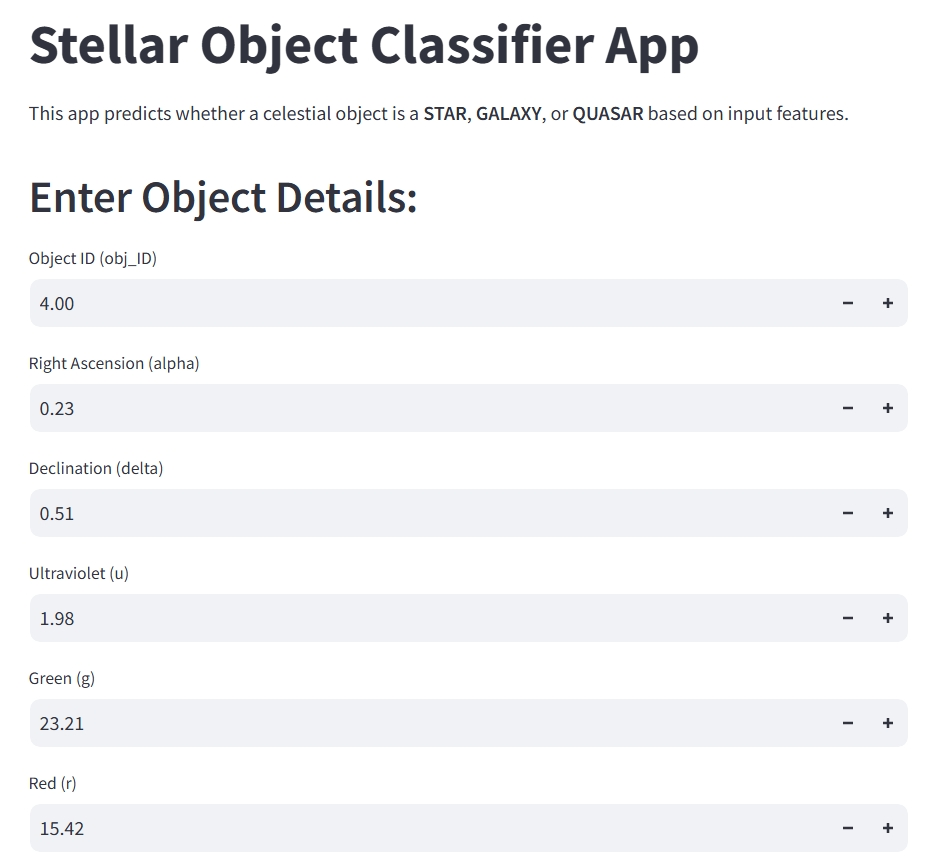 Stellar Object Classifier App
This app predicts whether a celestial object is a STAR, GALAXY, or QUASAR based on input features.
Enter Object Details:
Object ID (obj_ID)
4.00
Right Ascension (alpha)
0.23
Declination (delta)
0.51
Ultraviolet (u)
1.98
Green (g)
23.21
Red (r)
15.42